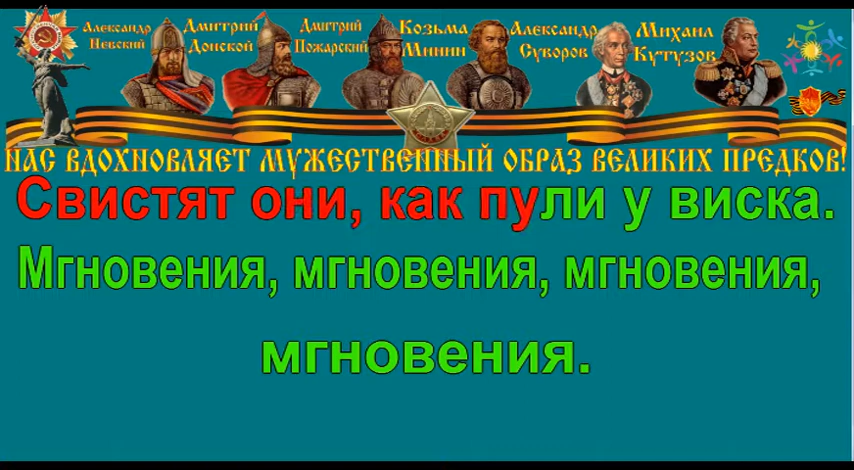 Александр Невский
Дмитрий Донской
Дмитрий Пожарский
Козьма Минин
Александр Суворов
Михаил Кутузов
НАС ВДОХНОВЛЯЕТ МУЖЕСТВЕННЫЙ ОБРАЗ ВЕЛИКИХ ПРЕДКОВ!
Свистят они, как пули у виска.
Мгновения, мгновения, мгновения,
мгновения.